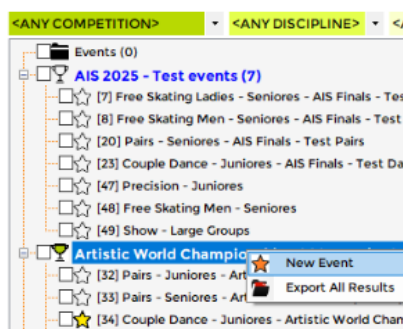 <ANY COMPETITION> <ANY DISCIPLINE>
Events (0)
AIS 2025 - Test events (7)
[7] Free Skating Ladies - Seniores - AIS Finals - Tes
[8] Free Skating Men - Seniores - AIS Finals - Test
[20] Pairs - Seniores - AIS Finals - Test Pairs
[23] Couple Dance - Juniores - AIS Finals - Test Da
[47] Precision - Juniores
[48] Free Skating Men - Seniores
[49] Show - Large Groups
Artistic World Champio
New Event
[32] Pairs - Juniores - Art
Export All Results
[33] Pairs - Seniores - Ar
[34] Couple Dance - Juniores - Artistic World Cham